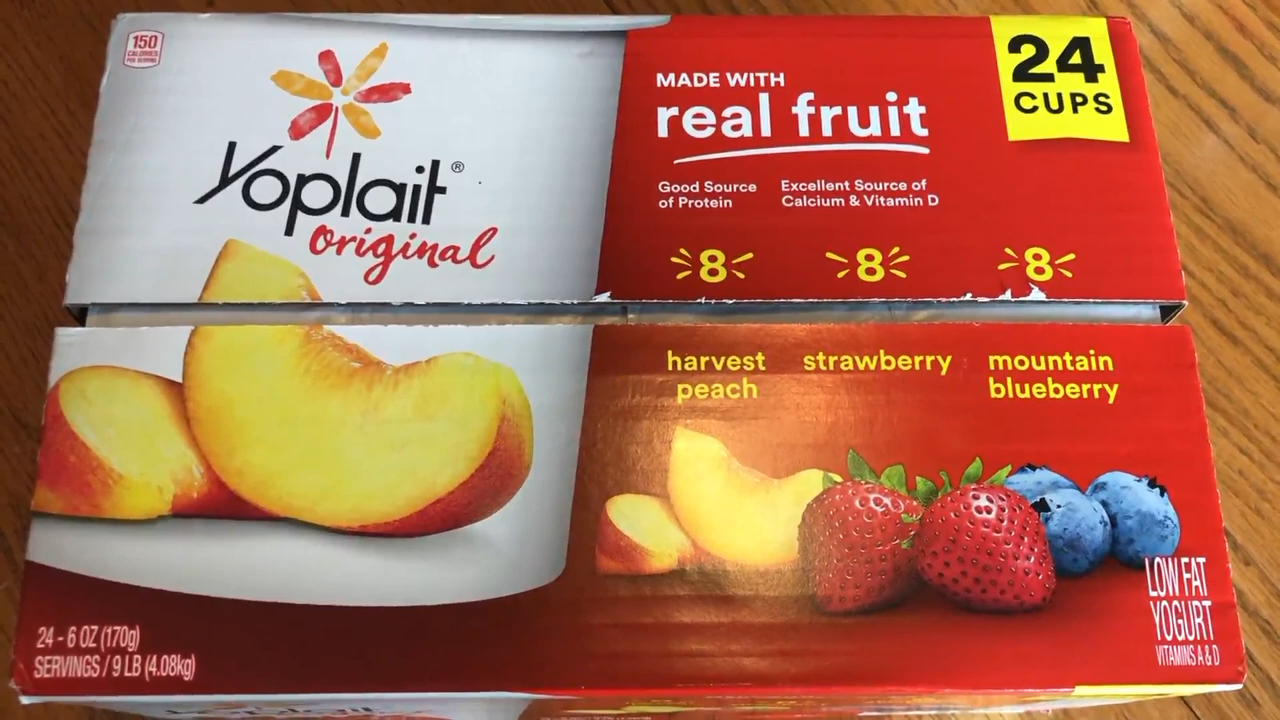 150
CALORIES
PER SERVING
Yoplait®
original
MADE WITH
real fruit
24
CUPS
Good Source
of Protein
Excellent Source of
Calcium & Vitamin D
8
8
8
harvest
peach
strawberry
mountain
blueberry
LOW FAT
YOGURT
VITAMINS A & D
24 - 6 OZ (170g)
SERVINGS / 9 LB (4.08kg)